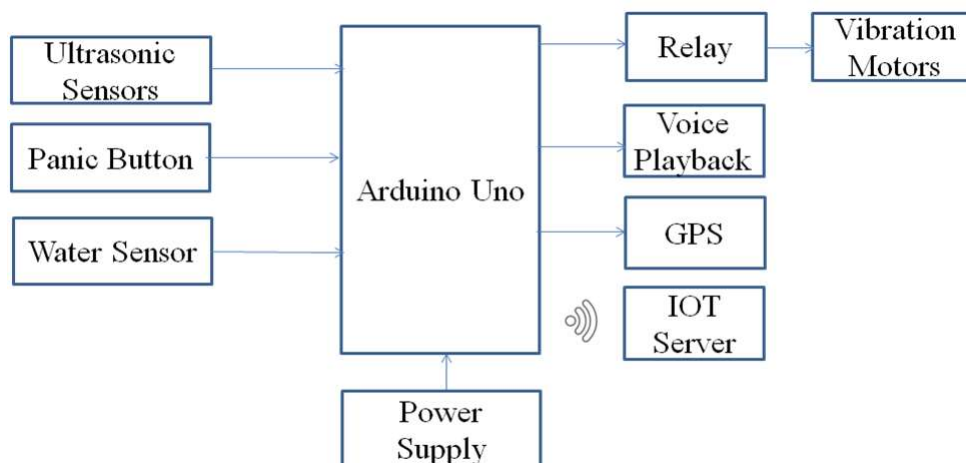 Ultrasonic
Sensors
Panic Button
Water Sensor
Arduino Uno
Power
Supply
Relay
Vibration
Motors
Voice
Playback
GPS
IOT
Server